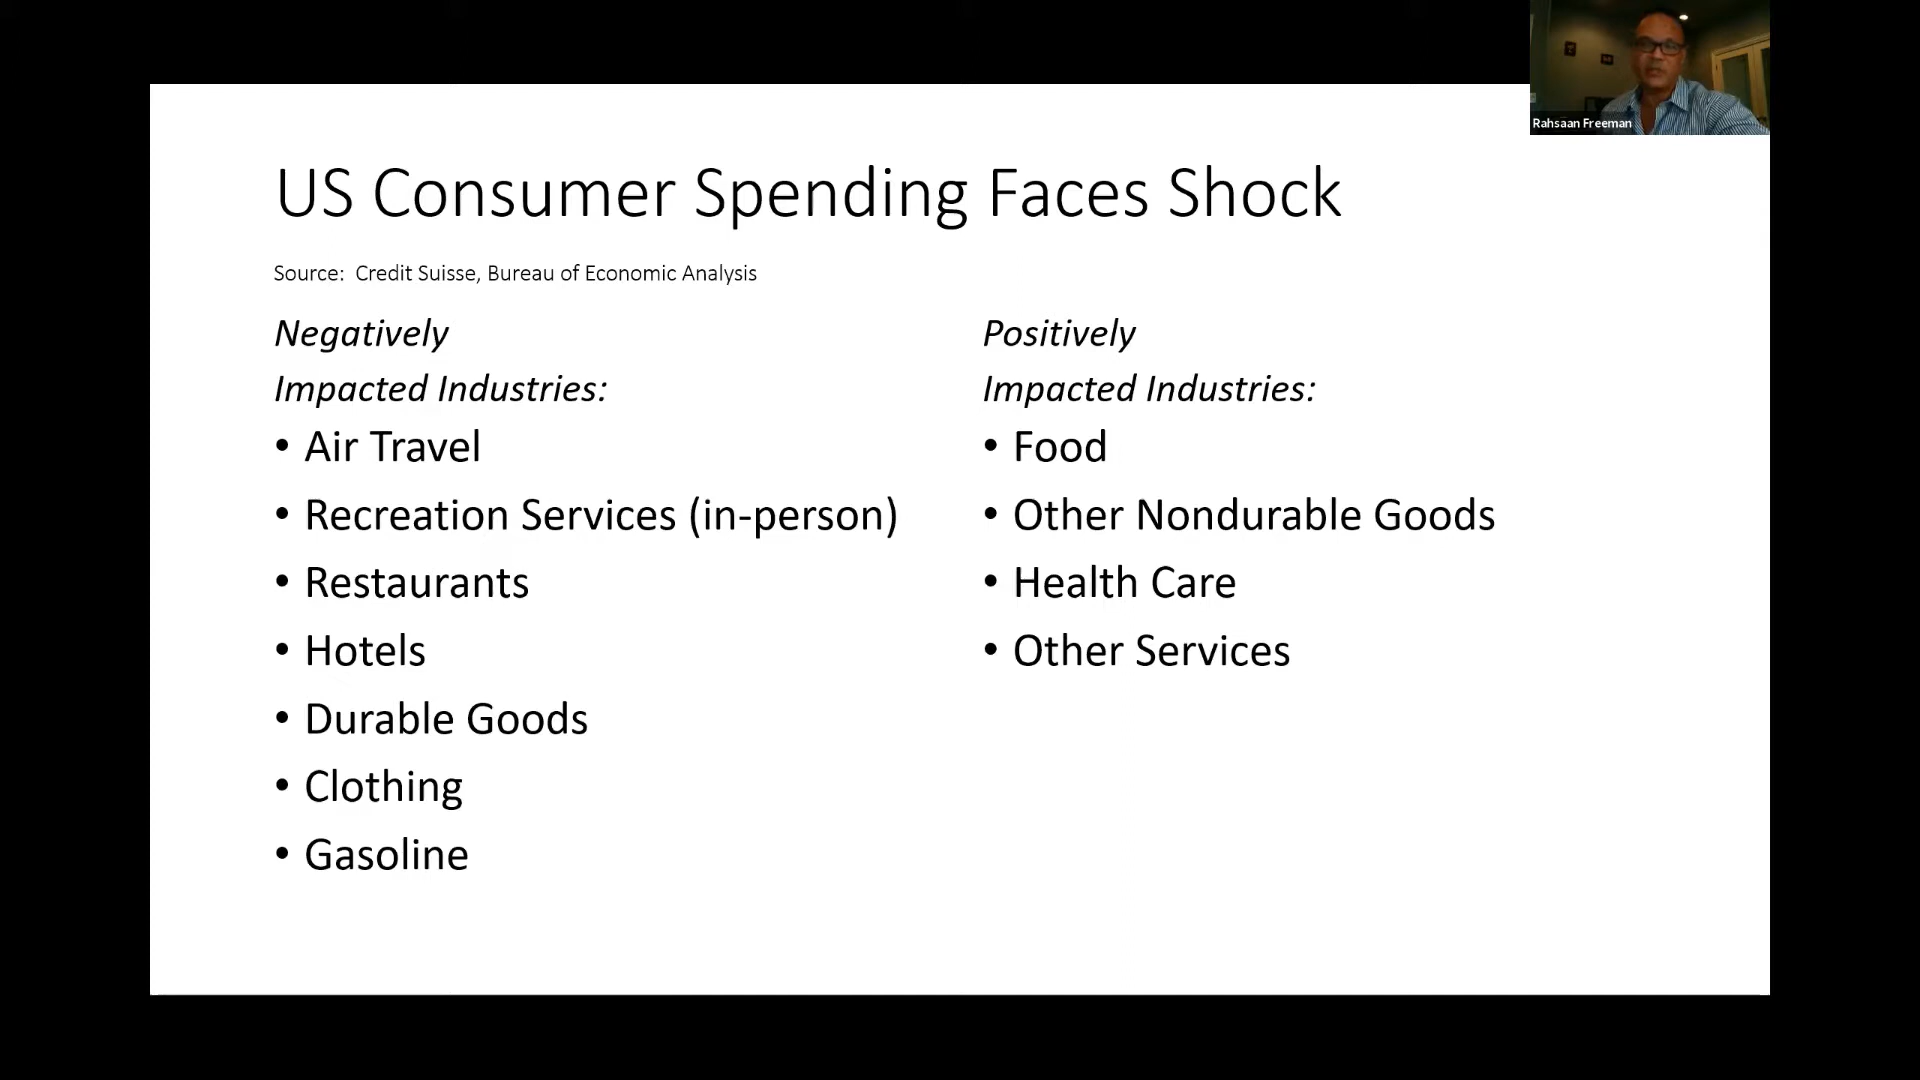 Rahsaan Freeman
US Consumer Spending Faces Shock
Source:  Credit Suisse, Bureau of Economic Analysis
Negatively
Impacted Industries:
• Air Travel
• Recreation Services (in-person)
• Restaurants
• Hotels
• Durable Goods
• Clothing
• Gasoline
Positively
Impacted Industries:
• Food
• Other Nondurable Goods
• Health Care
• Other Services